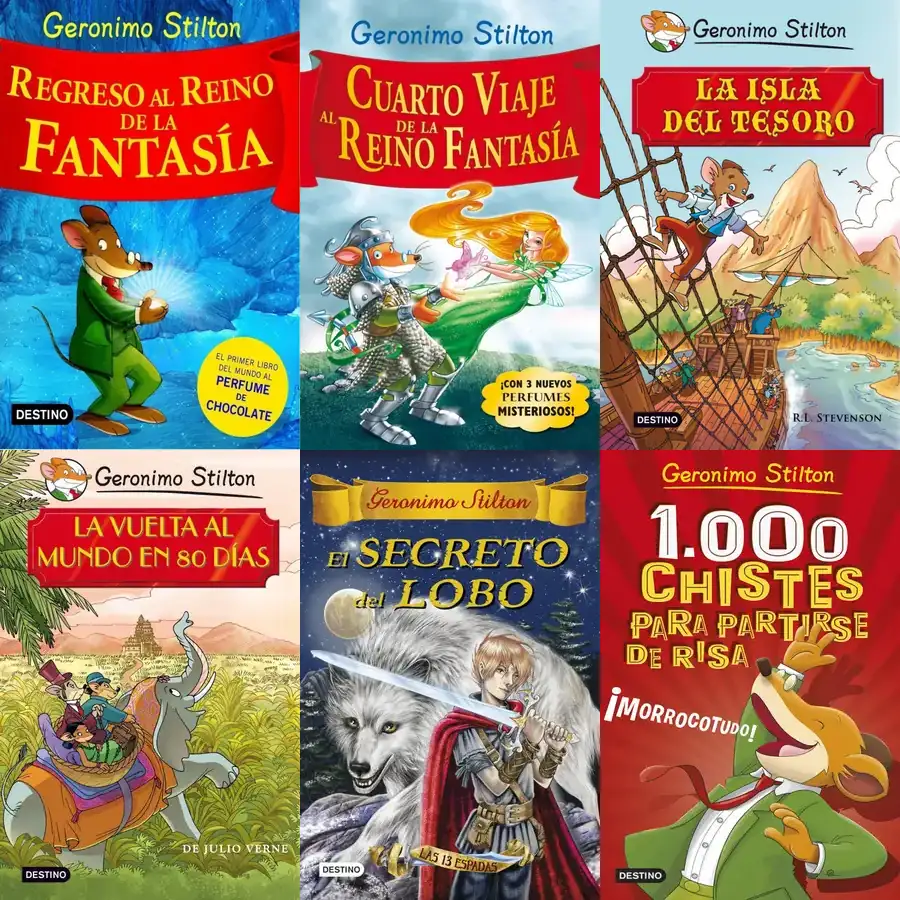 Geronimo Stilton
REGRESO AL REINO
DE LA
FANTASÍA
EL PRIMER LIBRO
DEL MUNDO AL
PERFUME
DE
CHOCOLATE
DESTINO
Geronimo Stilton
CUARTO VIAJE
AL DE LA
REINO FANTASÍA
¡CON 3 NUEVOS
PERFUMES
MISTERIOSOS!
DESTINO
Geronimo Stilton
LA ISLA
DEL TESORO
R.L. STEVENSON
DESTINO
Geronimo Stilton
LA VUELTA AL
MUNDO EN 80 DÍAS
DE JULIO VERNE
DESTINO
Geronimo Stilton
El SECRETO
del LOBO
LAS 13 ESPADAS
DESTINO
Geronimo Stilton
1.000
CHISTES
PARA PARTIRSE
DE RISA
¡MORROCOTUDO!
DESTINO